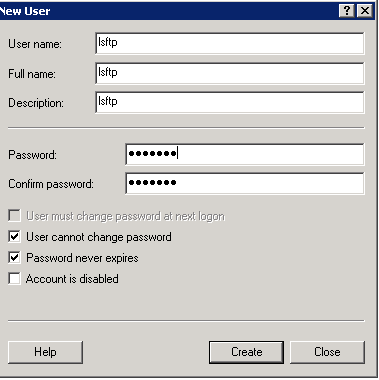 New User
User name: lsftp
Full name: lsftp
Description: lsftp
Password: ●●●●●●●
Confirm password: ●●●●●●●
User must change password at next logon
User cannot change password
Password never expires
Account is disabled
Help Create Close